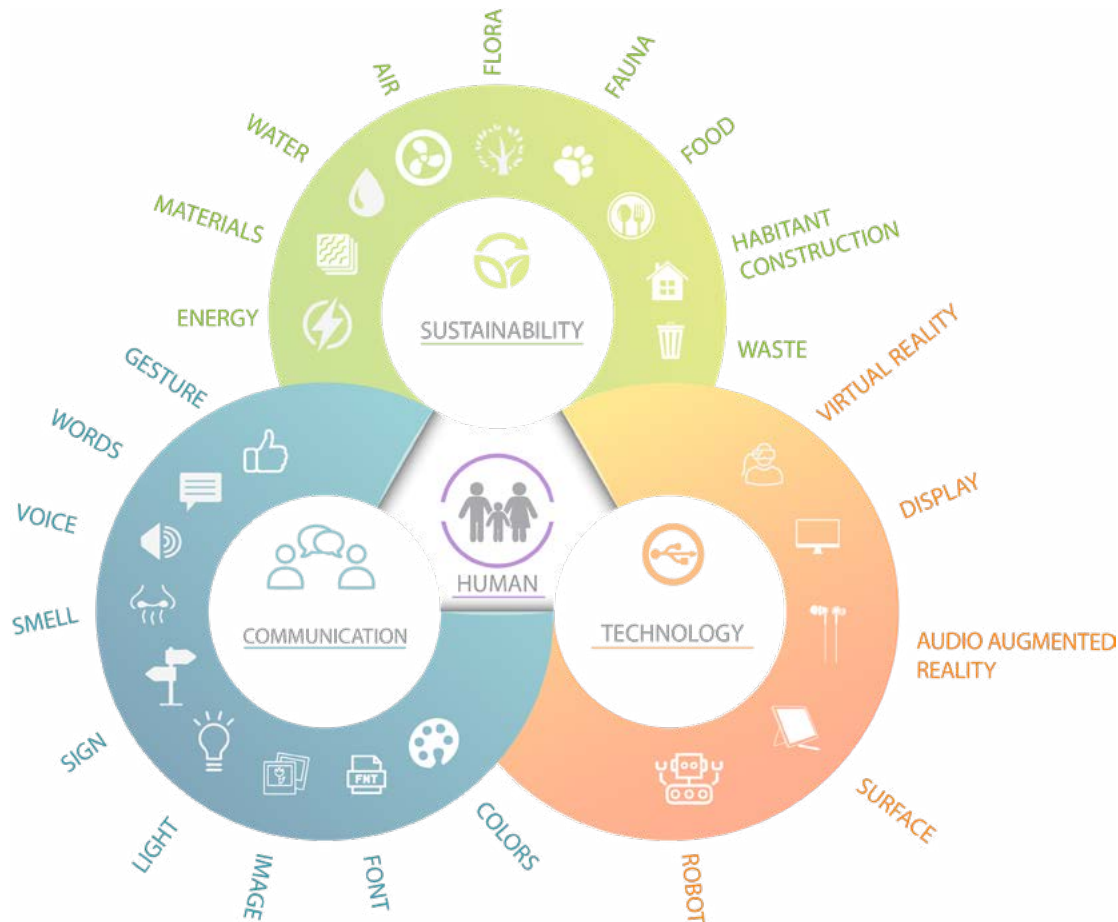 FLORA
AIR
FAUNA
WATER
FOOD
MATERIALS
HABITANT
CONSTRUCTION
ENERGY
SUSTAINABILITY
WASTE
GESTURE
VIRTUAL REALITY
WORDS
DISPLAY
VOICE
HUMAN
SMELL
COMMUNICATION
TECHNOLOGY
AUDIO AUGMENTED
REALITY
SIGN
FNT
SURFACE
LIGHT
IMAGE
FONT
COLORS
ROBOT